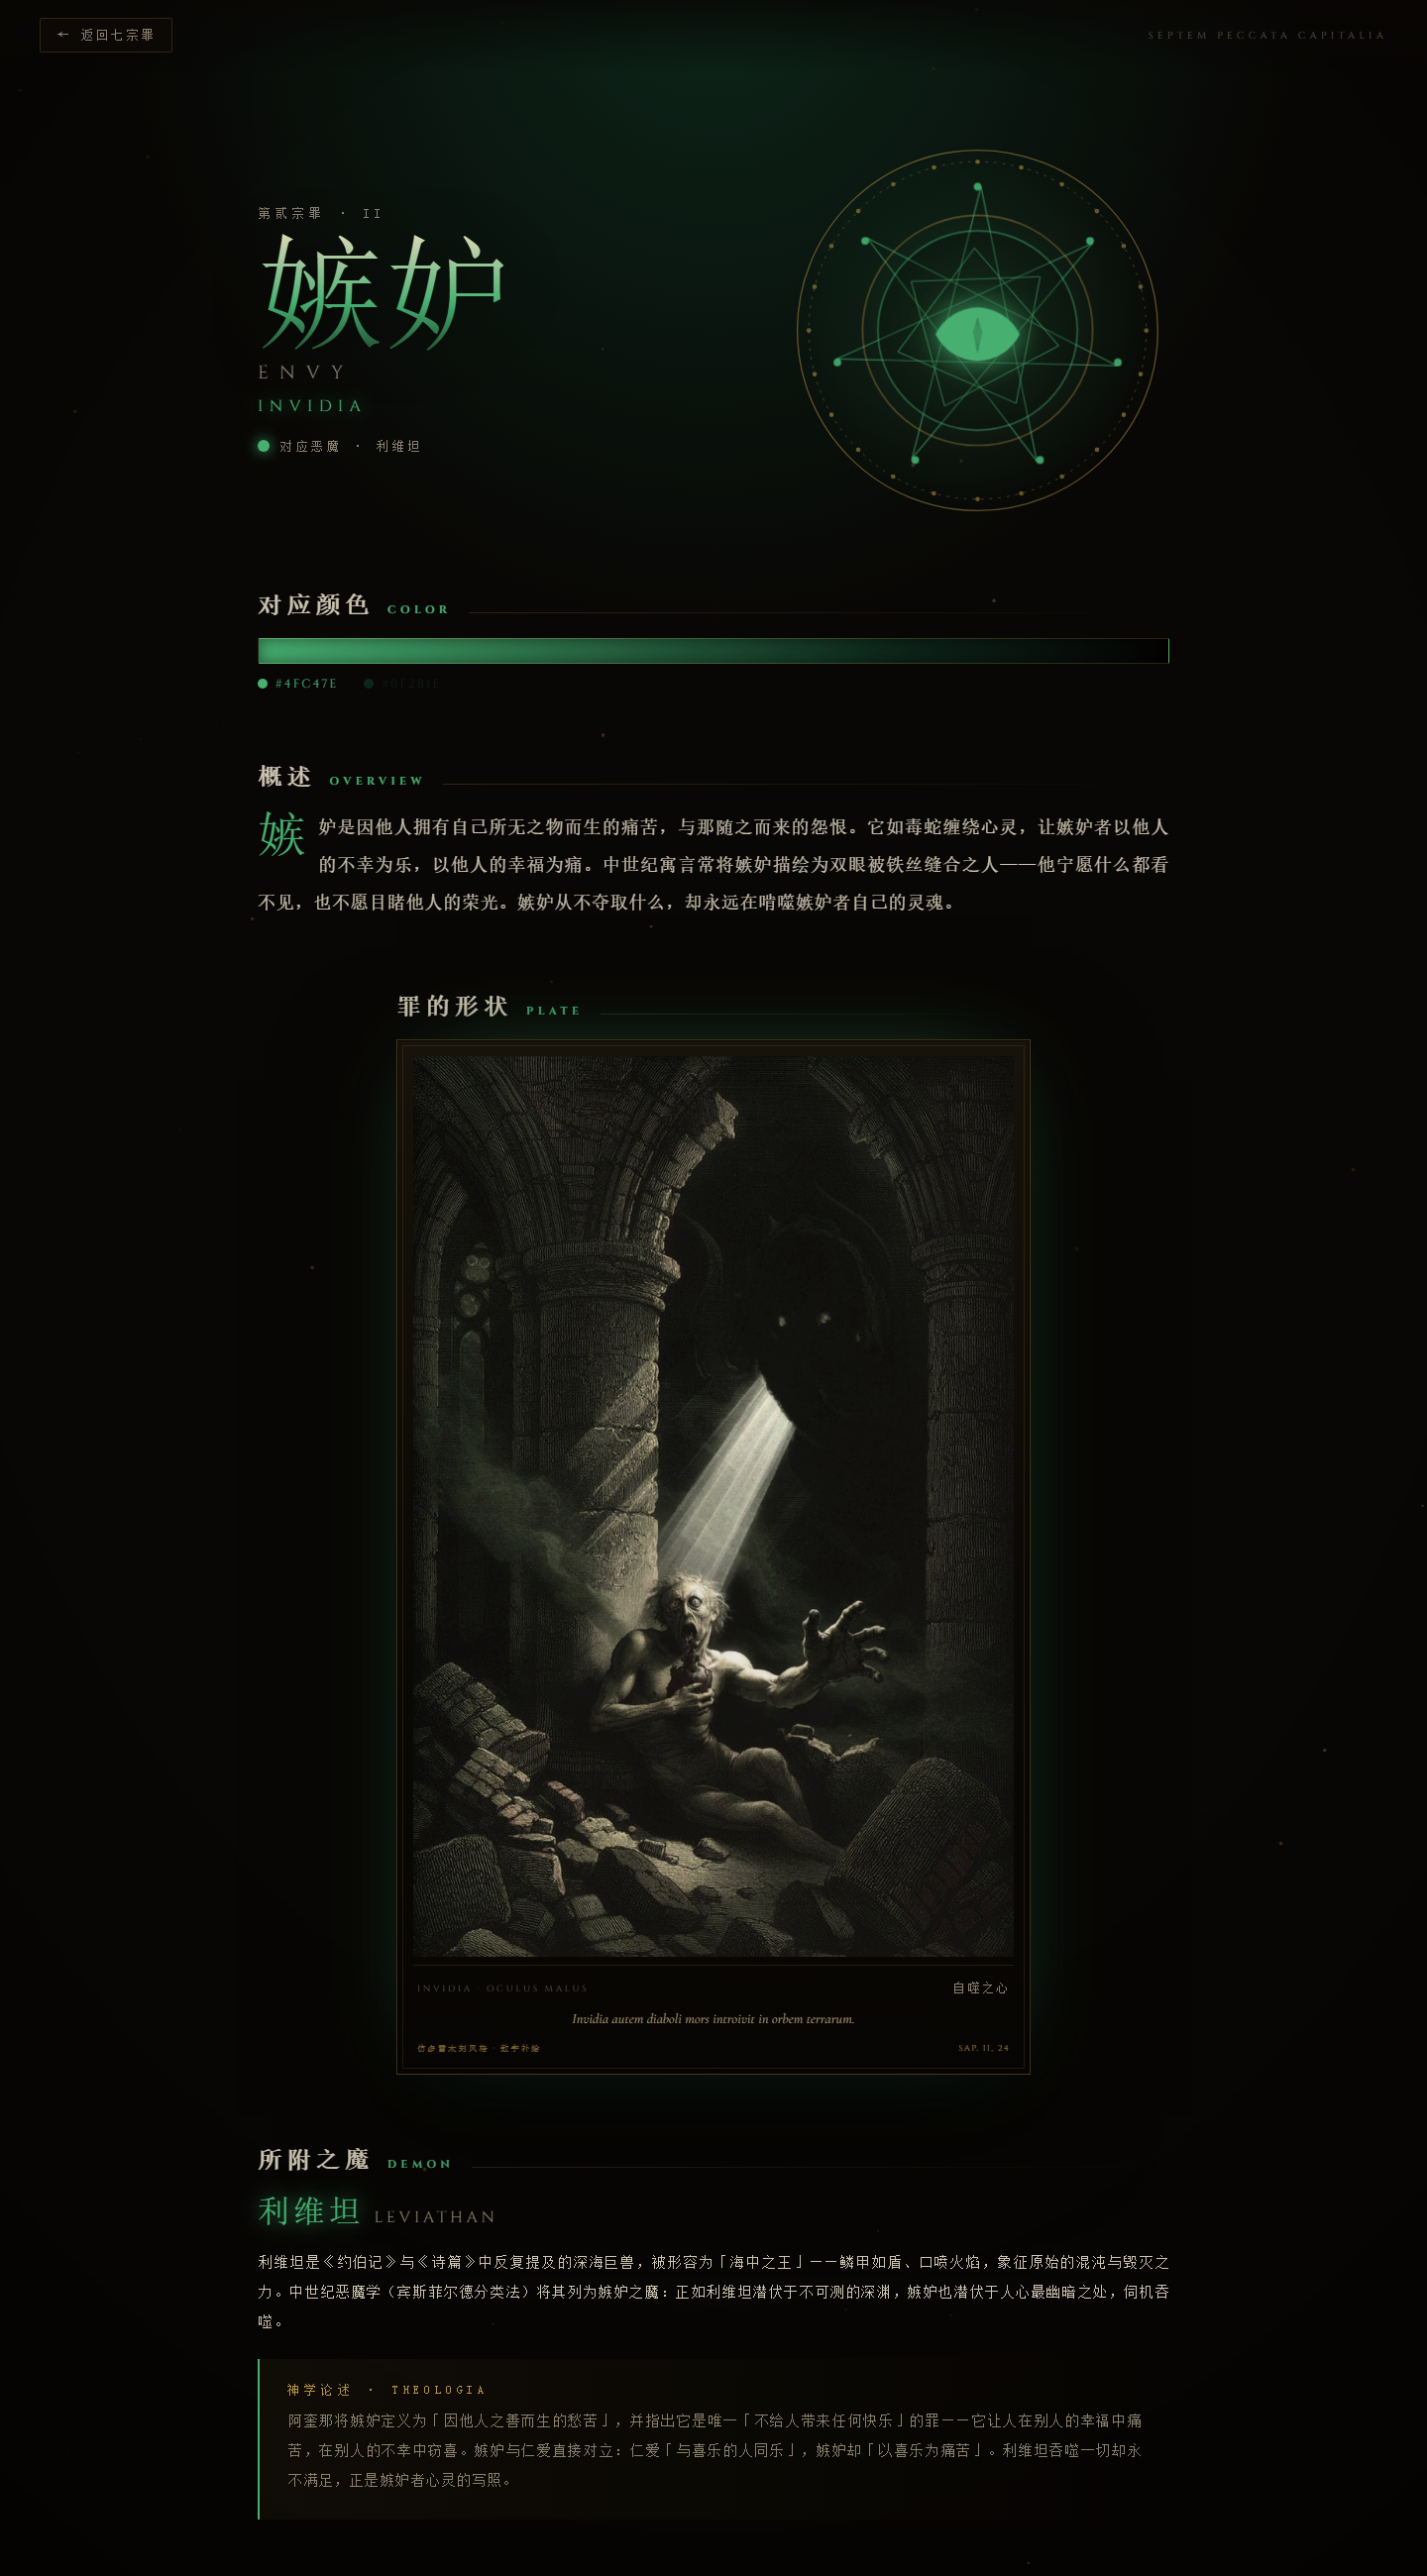 ← 返回七宗罪
SEPTEM PECCATA CAPITALIA
第贰宗罪 · II
嫉妒
ENVY
INVIDIA
对应恶魔 · 利维坦
对应颜色 COLOR
#4FC47E #0F2B1E
概述 OVERVIEW
嫉妒是因他人拥有自己所无之物而生的痛苦，与那随之而来的怨恨。它如毒蛇缠绕心灵，让嫉妒者以他人
的不幸为乐，以他人的幸福为痛。中世纪寓言常将嫉妒描绘为双眼被铁丝缝合之人——他宁愿什么都看
不见，也不愿目睹他人的荣光。嫉妒从不夺取什么，却永远在啃噬嫉妒者自己的灵魂。
罪的形状 PLATE
INVIDIA · OCULUS MALUS
自噬之心
Invidia autem diaboli mors introivit in orbem terrarum.
仿多雷木刻风格 · 数字补绘
SAP. II, 24
所附之魔 DEMON
利维坦 LEVIATHAN
利维坦是《约伯记》与《诗篇》中反复提及的深海巨兽，被形容为「海中之王」——鳞甲如盾、口喷火焰，象征原始的混沌与毁灭之
力。中世纪恶魔学（宾斯菲尔德分类法）将其列为嫉妒之魔：正如利维坦潜伏于不可测的深渊，嫉妒也潜伏于人心最幽暗之处，伺机吞
噬。
神学论述 · THEOLOGIA
阿奎那将嫉妒定义为「因他人之善而生的愁苦」，并指出它是唯一「不给人带来任何快乐」的罪——它让人在别人的幸福中痛
苦，在别人的不幸中窃喜。嫉妒与仁爱直接对立：仁爱「与喜乐的人同乐」，嫉妒却「以喜乐为痛苦」。利维坦吞噬一切却永
不满足，正是嫉妒者心灵的写照。